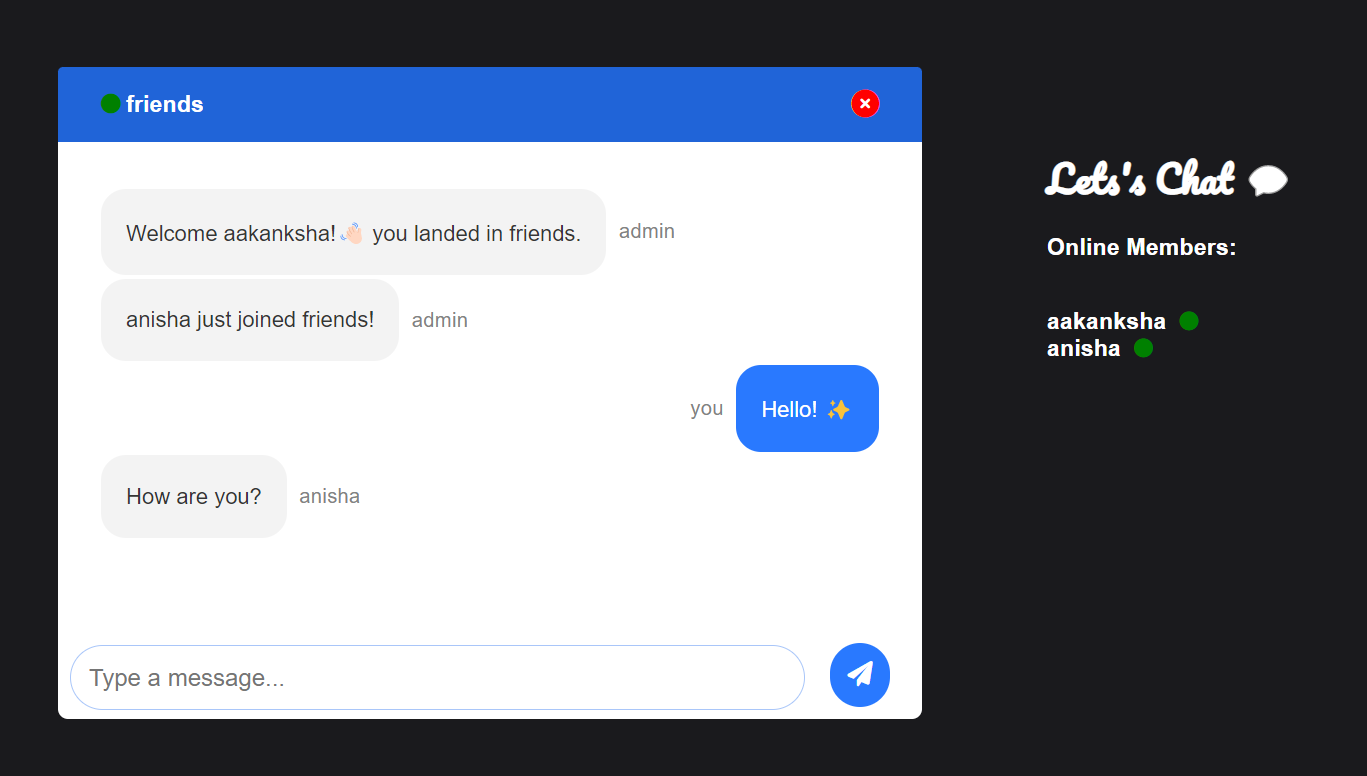 friends
Welcome aakanksha!👋🏻 you landed in friends.
admin
anisha just joined friends!
admin
you
Hello! ✨
How are you?
anisha
Type a message...
Lets's Chat 💬
Online Members:
aakanksha
anisha